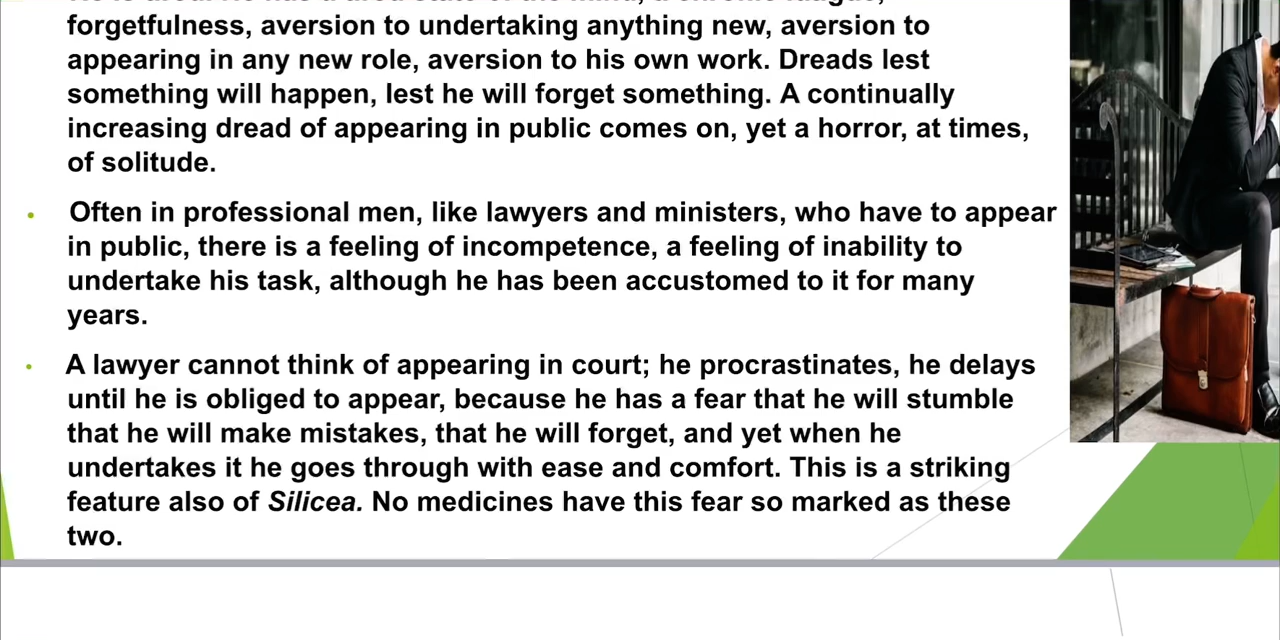 forgetfulness, aversion to undertaking anything new, aversion to
appearing in any new role, aversion to his own work. Dreads lest
something will happen, lest he will forget something. A continually
increasing dread of appearing in public comes on, yet a horror, at times,
of solitude.
• Often in professional men, like lawyers and ministers, who have to appear
in public, there is a feeling of incompetence, a feeling of inability to
undertake his task, although he has been accustomed to it for many
years.
• A lawyer cannot think of appearing in court; he procrastinates, he delays
until he is obliged to appear, because he has a fear that he will stumble
that he will make mistakes, that he will forget, and yet when he
undertakes it he goes through with ease and comfort. This is a striking
feature also of Silicea. No medicines have this fear so marked as these
two.